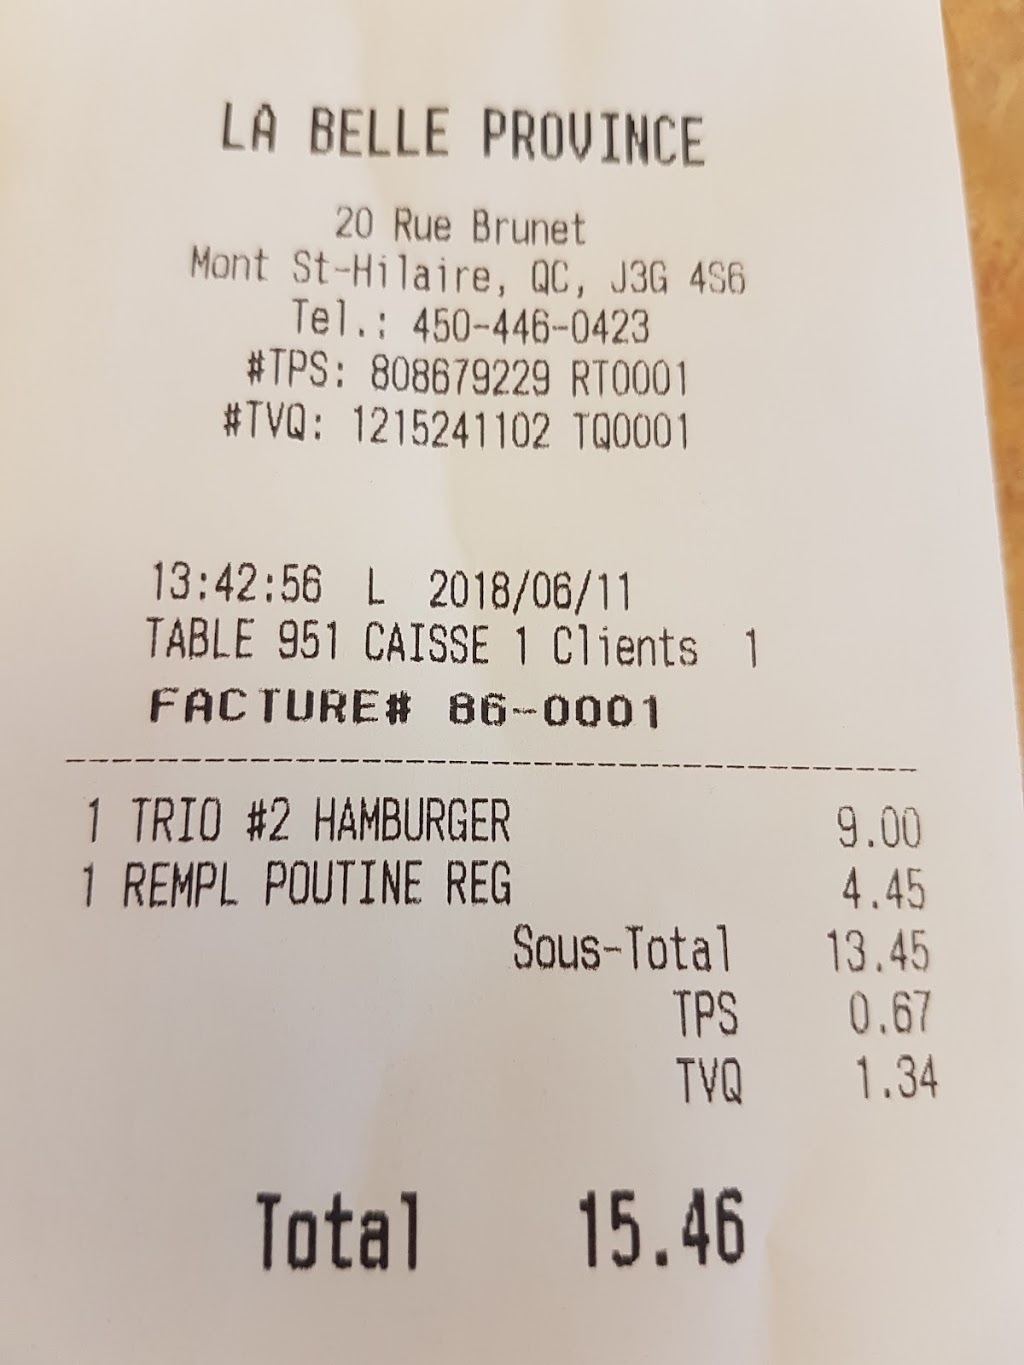 LA BELLE PROVINCE
20 Rue Brunet
Mont St-Hilaire, QC, J3G 4S6
Tel.: 450-446-0423
#TPS: 808679229 RT0001
#TVQ: 1215241102 TQ0001
13:42:56 L 2018/06/11
TABLE 951 CAISSE 1 Clients 1
FACTURE# 86-0001
1 TRIO #2 HAMBURGER 9.00
1 REMPL POUTINE REG 4.45
Sous-Total 13.45
TPS 0.67
TVQ 1.34
Total 15.46